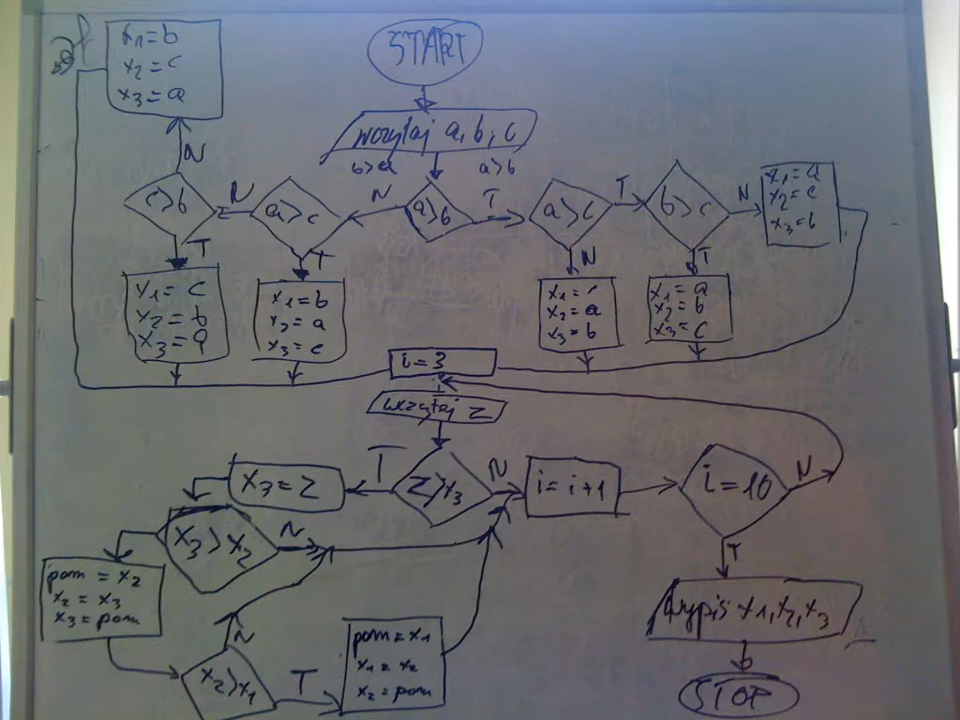 START
x1=b
x2=c
x3=a
wczytaj a, b, c
b>a
a>b
N
c>b
N
a>c
N
a>b
T
a>c
T
b>c
N
x1=a
x2=c
x3=b
T
T
N
T
x1=c
x2=b
x3=a
x1=b
x2=a
x3=c
x1=c
x2=a
x3=b
x1=a
x2=b
x3=c
i=3
wczytaj z
x3=z
T
z>x3
N
i=i+1
i=10
N
x3>x2
N
T
pom=x2
x2=x3
x3=pom
N
x2>x1
T
pom=x1
x1=x2
x2=pom
wypisz x1,x2,x3
STOP